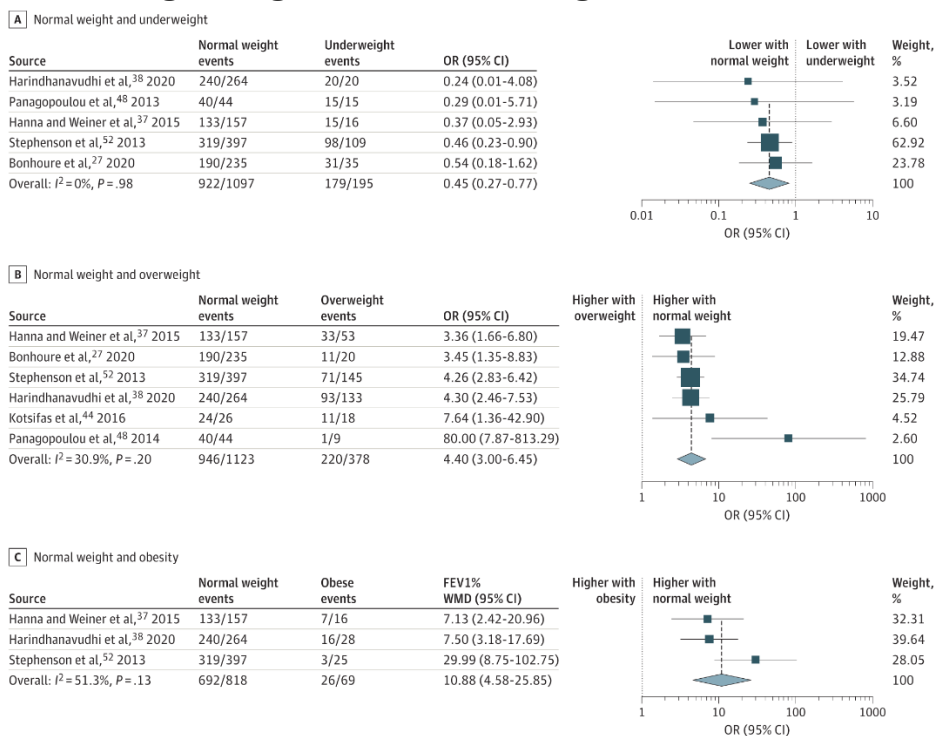 A Normal weight and underweight
Source Normal weight events Underweight events OR (95% CI) Lower with normal weight Lower with underweight Weight, %
Harindhanavudhi et al,38 2020 240/264 20/20 0.24 (0.01-4.08) 3.52
Panagopoulou et al,48 2013 40/44 15/15 0.29 (0.01-5.71) 3.19
Hanna and Weiner et al,37 2015 133/157 15/16 0.37 (0.05-2.93) 6.60
Stephenson et al,52 2013 319/397 98/109 0.46 (0.23-0.90) 62.92
Bonhoure et al,27 2020 190/235 31/35 0.54 (0.18-1.62) 23.78
Overall: I2 = 0%, P = .98 922/1097 179/195 0.45 (0.27-0.77) 100
0.01 0.1 1 10
OR (95% CI)
B Normal weight and overweight
Source Normal weight events Overweight events OR (95% CI) Higher with overweight Higher with normal weight Weight, %
Hanna and Weiner et al,37 2015 133/157 33/53 3.36 (1.66-6.80) 19.47
Bonhoure et al,27 2020 190/235 11/20 3.45 (1.35-8.83) 12.88
Stephenson et al,52 2013 319/397 71/145 4.26 (2.83-6.42) 34.74
Harindhanavudhi et al,38 2020 240/264 93/133 4.30 (2.46-7.53) 25.79
Kotsifas et al,44 2016 24/26 11/18 7.64 (1.36-42.90) 4.52
Panagopoulou et al,48 2014 40/44 1/9 80.00 (7.87-813.29) 2.60
Overall: I2 = 30.9%, P = .20 946/1123 220/378 4.40 (3.00-6.45) 100
1 10 100 1000
OR (95% CI)
C Normal weight and obesity
Source Normal weight events Obese events FEV1% WMD (95% CI) Higher with obesity Higher with normal weight Weight, %
Hanna and Weiner et al,37 2015 133/157 7/16 7.13 (2.42-20.96) 32.31
Harindhanavudhi et al,38 2020 240/264 16/28 7.50 (3.18-17.69) 39.64
Stephenson et al,52 2013 319/397 3/25 29.99 (8.75-102.75) 28.05
Overall: I2 = 51.3%, P = .13 692/818 26/69 10.88 (4.58-25.85) 100
1 10 100 1000
OR (95% CI)